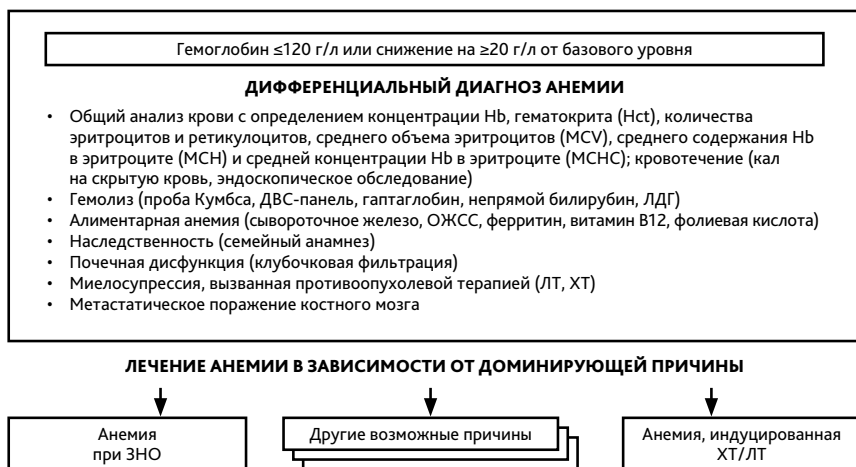 Гемоглобин ≤120 г/л или снижение на ≥20 г/л от базового уровня
ДИФФЕРЕНЦИАЛЬНЫЙ ДИАГНОЗ АНЕМИИ
• Общий анализ крови с определением концентрации Hb, гематокрита (Hct), количества
эритроцитов и ретикулоцитов, среднего объема эритроцитов (MCV), среднего содержания Hb
в эритроците (MCH) и средней концентрации Hb в эритроците (MCHC); кровотечение (кал
на скрытую кровь, эндоскопическое обследование)
• Гемолиз (проба Кумбса, ДВС-панель, гаптаглобин, непрямой билирубин, ЛДГ)
• Алиментарная анемия (сывороточное железо, ОЖСС, ферритин, витамин В12, фолиевая кислота)
• Наследственность (семейный анамнез)
• Почечная дисфункция (клубочковая фильтрация)
• Миелосупрессия, вызванная противоопухолевой терапией (ЛТ, ХТ)
• Метастатическое поражение костного мозга
ЛЕЧЕНИЕ АНЕМИИ В ЗАВИСИМОСТИ ОТ ДОМИНИРУЮЩЕЙ ПРИЧИНЫ
Анемия
при ЗНО
Другие возможные причины
Анемия, индуцированная
ХТ/ЛТ